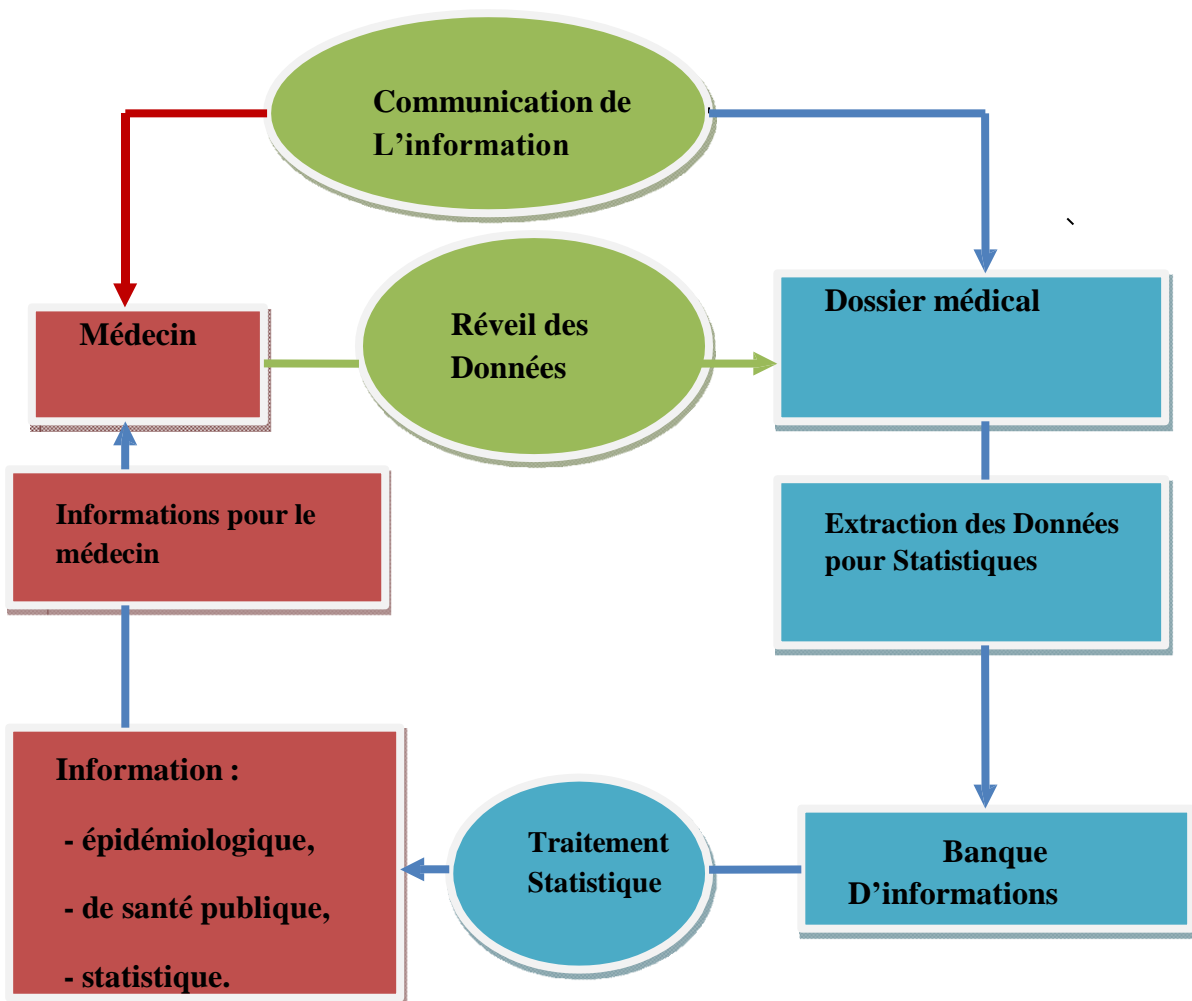 Communication de
L’information
Médecin
Réveil des
Données
Dossier médical
Informations pour le
médecin
Extraction des Données
pour Statistiques
Information :
- épidémiologique,
- de santé publique,
- statistique.
Traitement
Statistique
Banque
D’informations